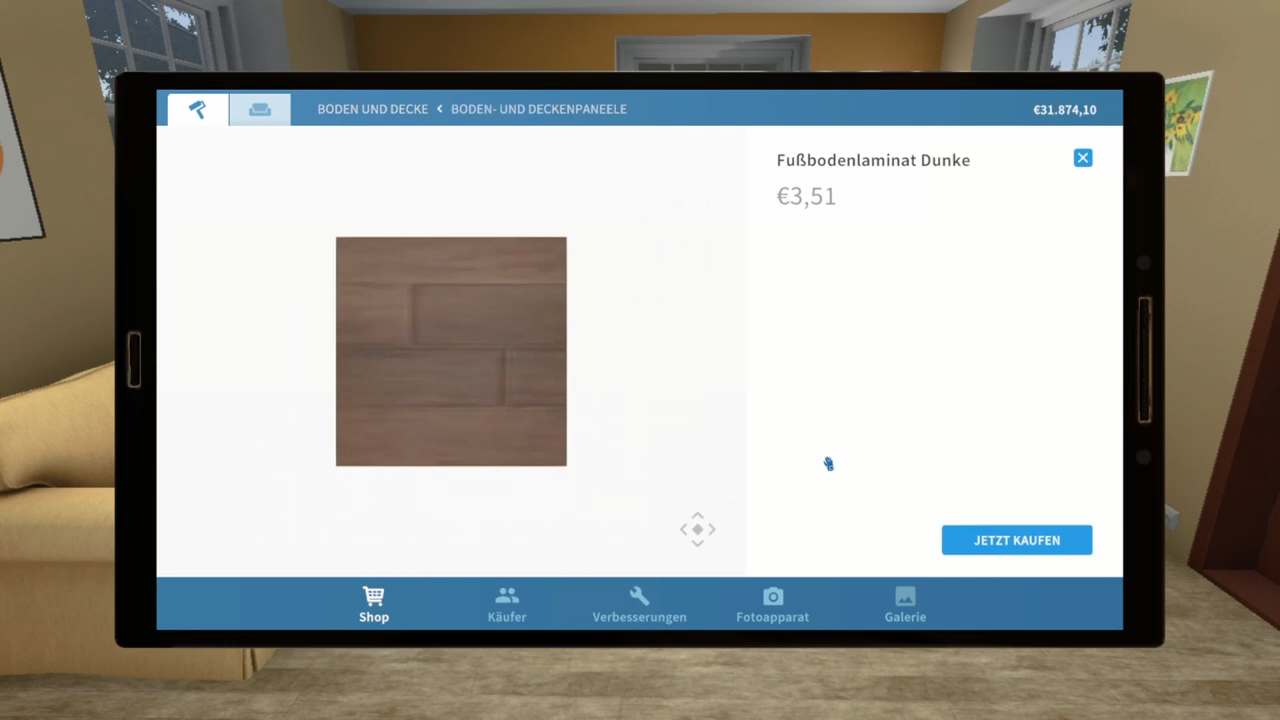 BODEN UND DECKE < BODEN- UND DECKENPANEELE
€31.874,10
Fußbodenlaminat Dunke
€3,51
JETZT KAUFEN
Shop
Käufer
Verbesserungen
Fotoapparat
Galerie